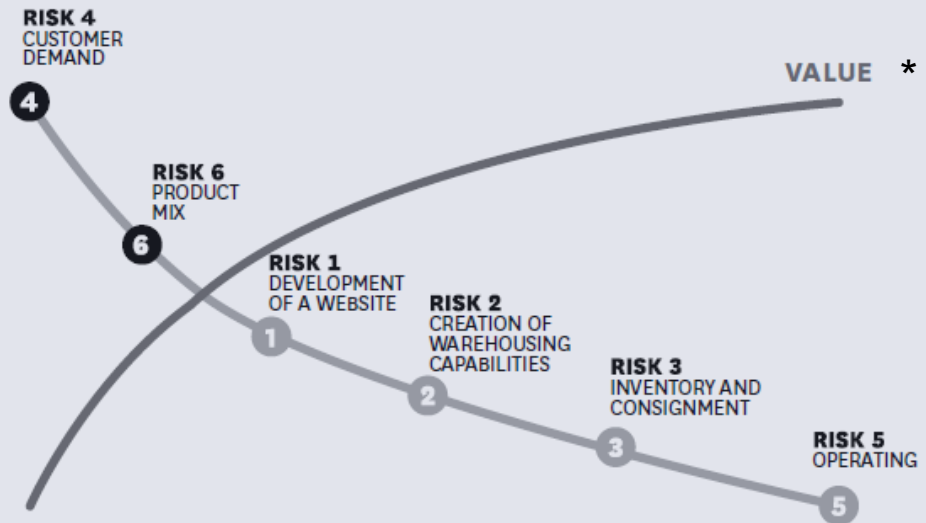 RISK 4
CUSTOMER
DEMAND
4
VALUE *
RISK 6
PRODUCT
MIX
6
RISK 1
DEVELOPMENT
OF A WEBSITE
1
RISK 2
CREATION OF
WAREHOUSING
CAPABILITIES
2
RISK 3
INVENTORY AND
CONSIGNMENT
3
RISK 5
OPERATING
5